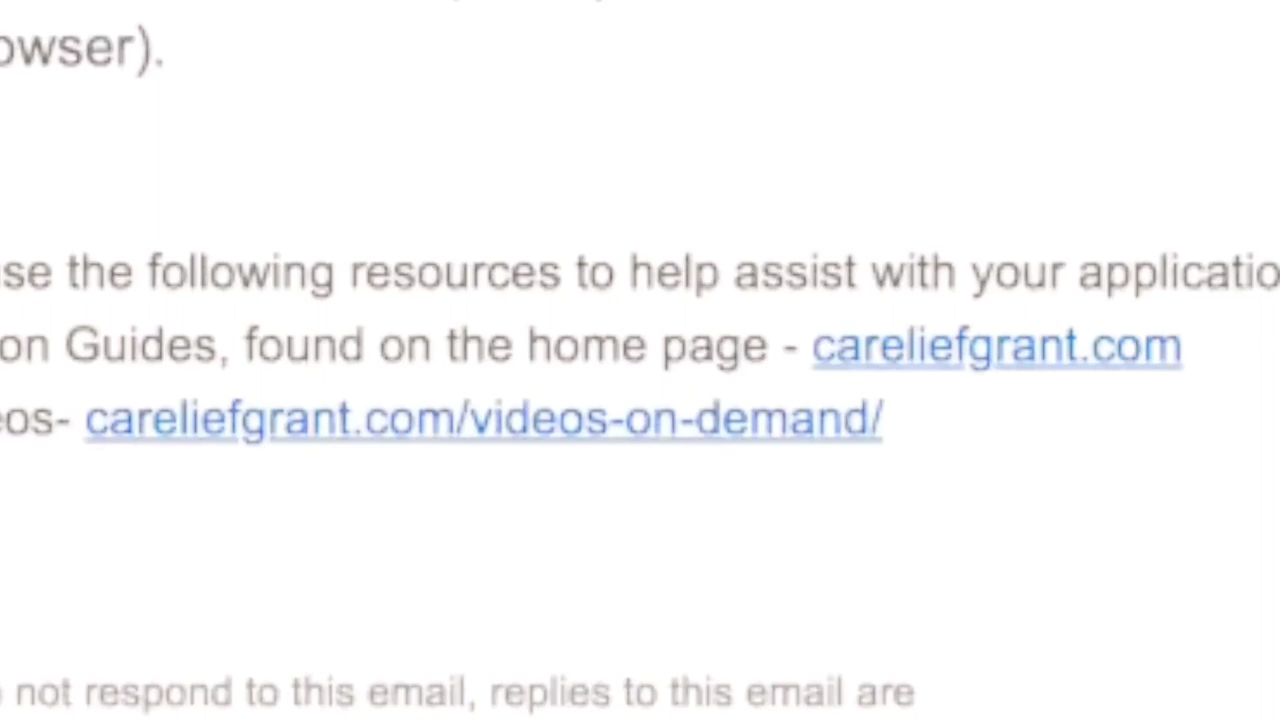 owser).
se the following resources to help assist with your applicatio
on Guides, found on the home page - careliefgrant.com
eos- careliefgrant.com/videos-on-demand/
not respond to this email, replies to this email are